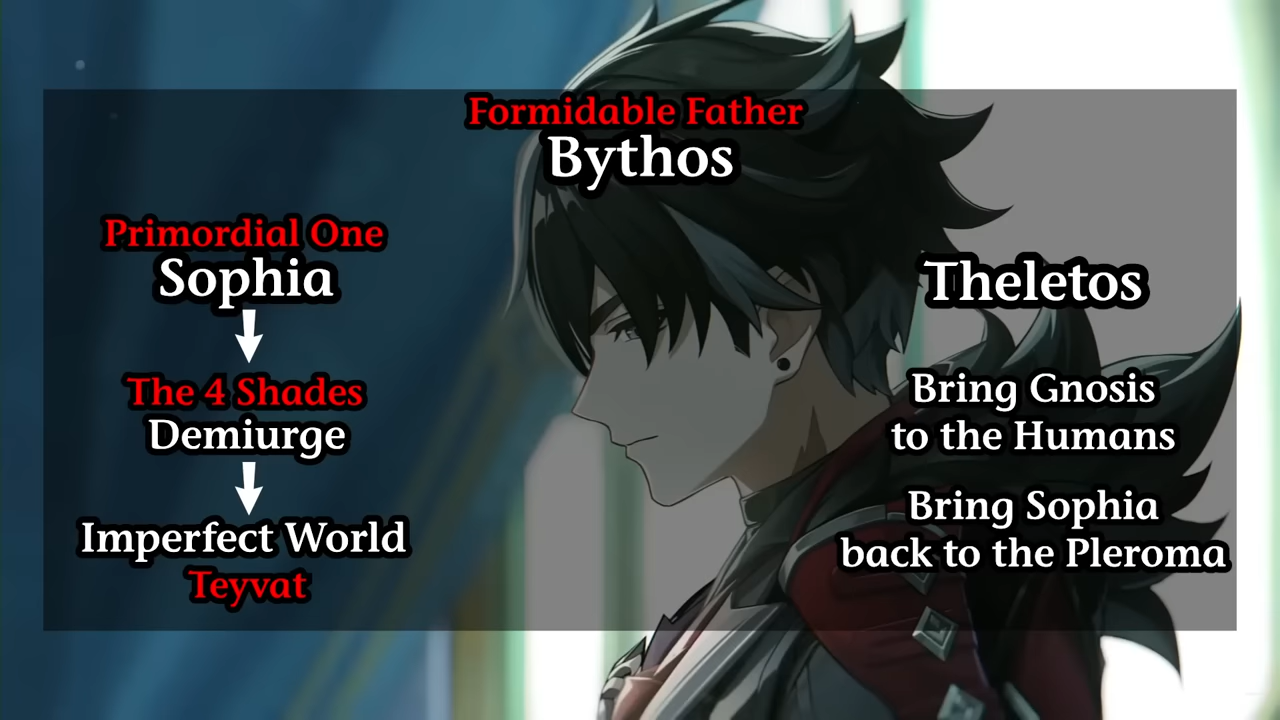 Formidable Father
Bythos
Primordial One
Sophia
The 4 Shades
Demiurge
Imperfect World
Teyvat
Theletos
Bring Gnosis
to the Humans
Bring Sophia
back to the Pleroma